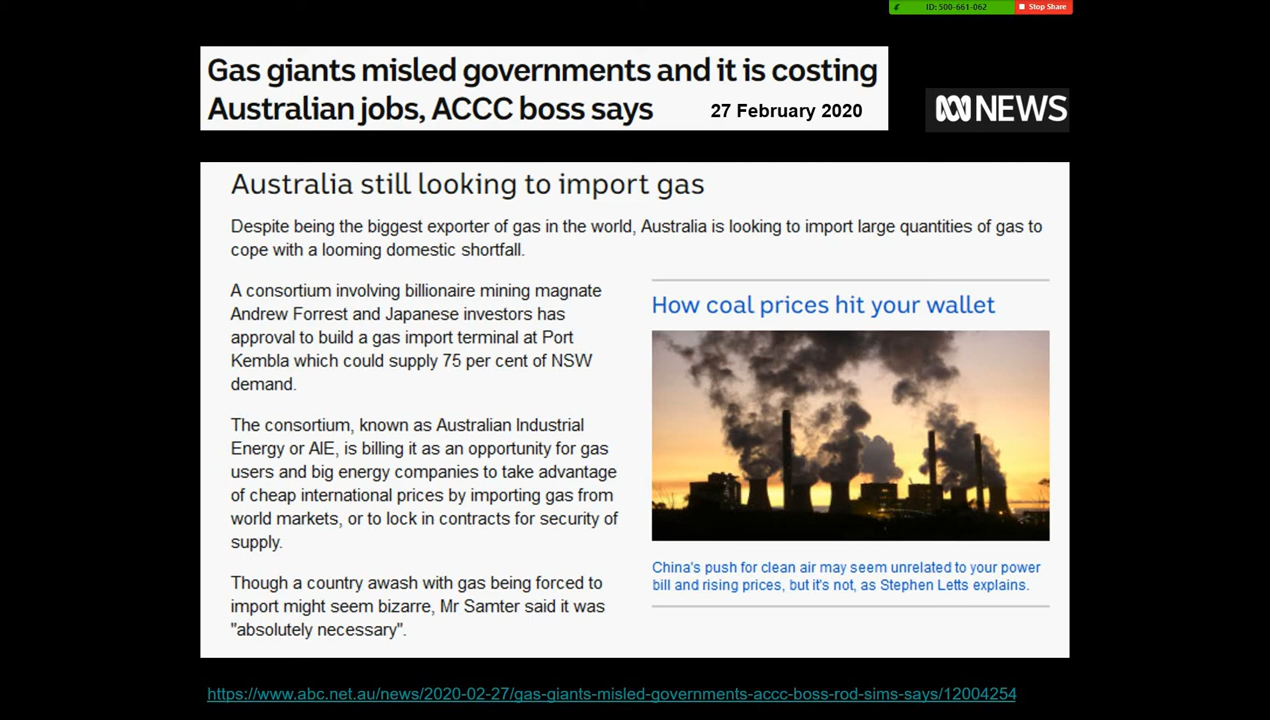 ID: 500-661-062
Stop Share
Gas giants misled governments and it is costing
Australian jobs, ACCC boss says
27 February 2020
NEWS
Australia still looking to import gas
Despite being the biggest exporter of gas in the world, Australia is looking to import large quantities of gas to
cope with a looming domestic shortfall.
A consortium involving billionaire mining magnate
Andrew Forrest and Japanese investors has
approval to build a gas import terminal at Port
Kembla which could supply 75 per cent of NSW
demand.
The consortium, known as Australian Industrial
Energy or AIE, is billing it as an opportunity for gas
users and big energy companies to take advantage
of cheap international prices by importing gas from
world markets, or to lock in contracts for security of
supply.
Though a country awash with gas being forced to
import might seem bizarre, Mr Samter said it was
"absolutely necessary".
How coal prices hit your wallet
China's push for clean air may seem unrelated to your power
bill and rising prices, but it's not, as Stephen Letts explains.
https://www.abc.net.au/news/2020-02-27/gas-giants-misled-governments-accc-boss-rod-sims-says/12004254